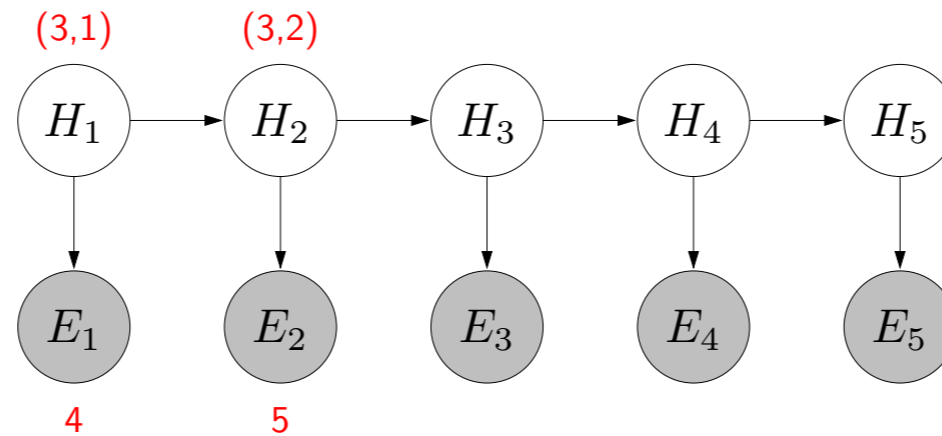 (3,1) (3,2)
H₁ H₂ H₃ H₄ H₅
E₁ E₂ E₃ E₄ E₅
4 5